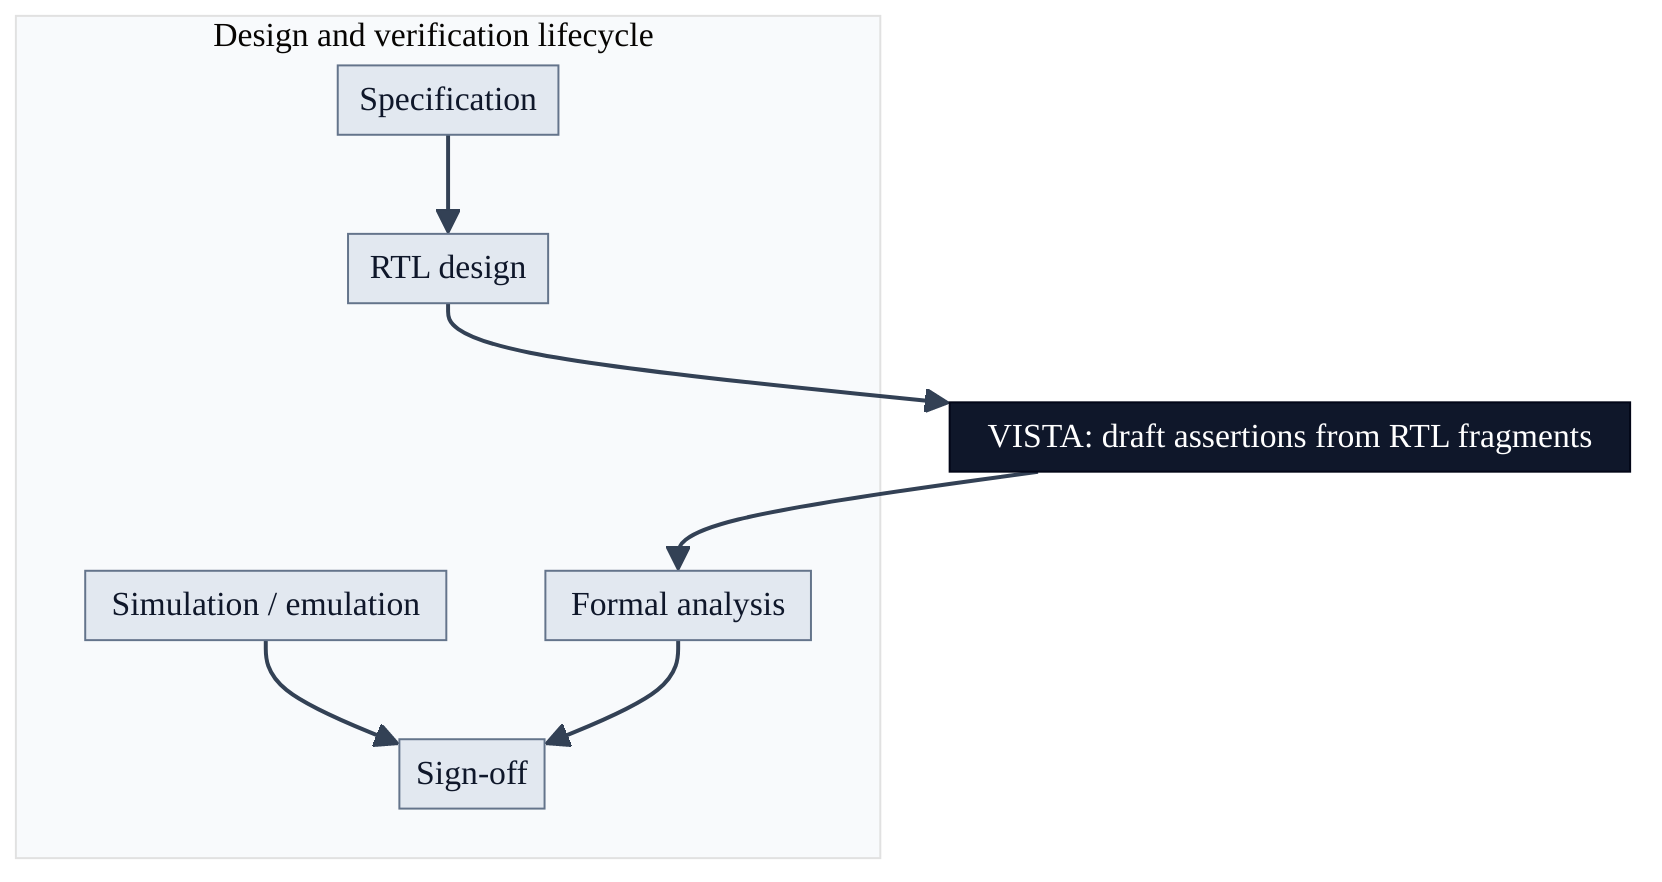 Design and verification lifecycle
Specification
RTL design
VISTA: draft assertions from RTL fragments
Simulation / emulation
Formal analysis
Sign-off